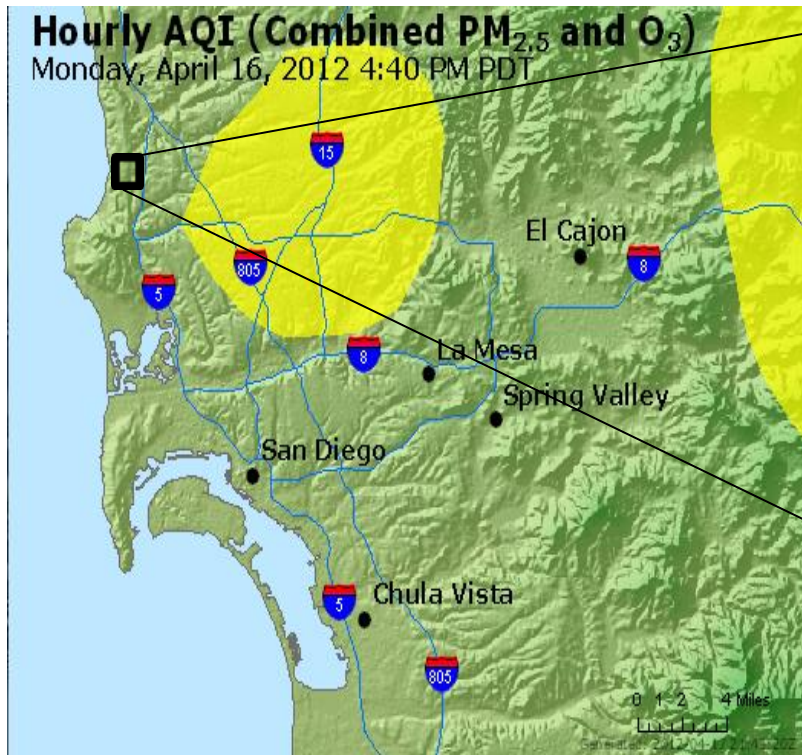 Hourly AQI (Combined PM2.5 and O3)
Monday, April 16, 2012 4:40 PM PDT
15
El Cajon
805
8
5
8
La Mesa
Spring Valley
San Diego
5
Chula Vista
805
0 1 2 4 Miles
Generated: